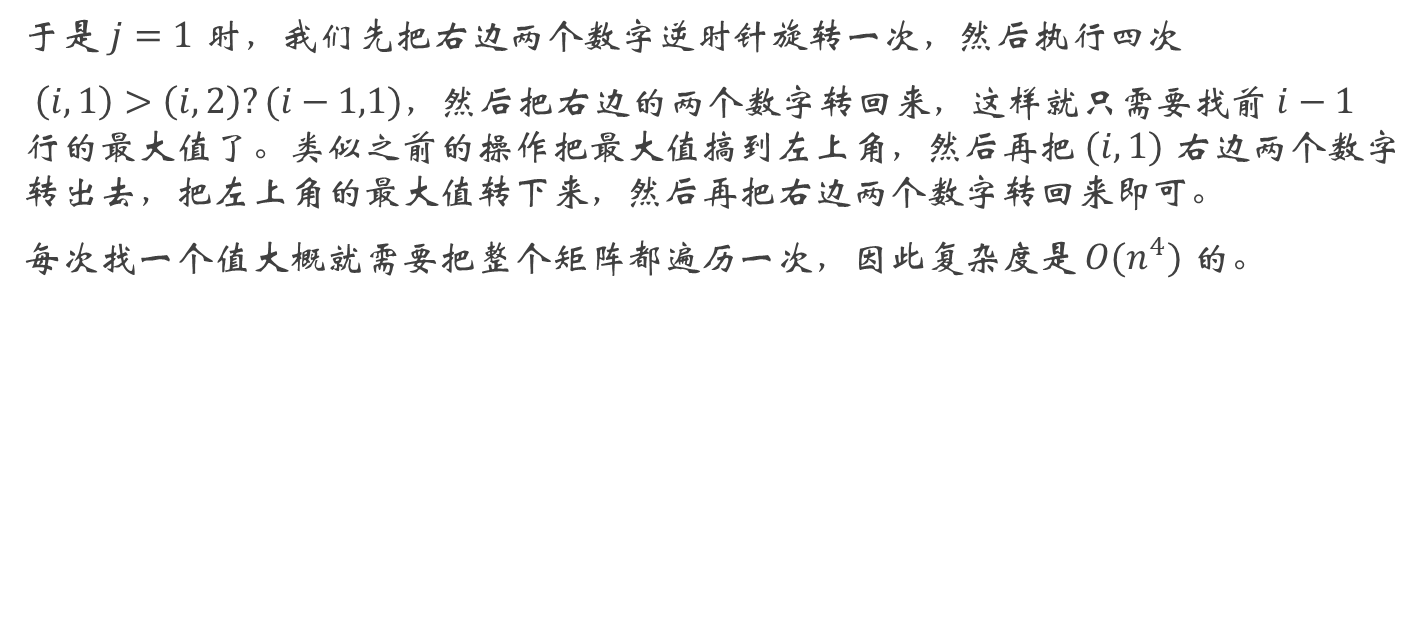 于是 j = 1 时，我们先把右边两个数字逆时针旋转一次，然后执行四次
(i, 1) > (i, 2)? (i − 1,1)，然后把右边的两个数字转回来，这样就只需要找前 i − 1
行的最大值了。类似之前的操作把最大值搞到左上角，然后再把 (i, 1) 右边两个数字
转出去，把左上角的最大值转下来，然后再把右边两个数字转回来即可。
每次找一个值大概就需要把整个矩阵都遍历一次，因此复杂度是 O(n⁴) 的。